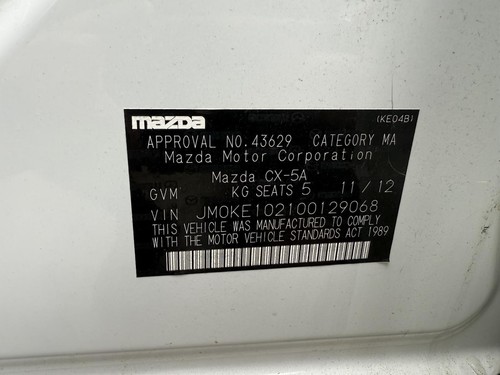 mazda
(KE04B)
APPROVAL NO.43629 CATEGORY MA
Mazda Motor Corporation
Mazda CX-5A
GVM KG SEATS 5 11/12
VIN JM0KE102100129068
THIS VEHICLE WAS MANUFACTURED TO COMPLY
WITH THE MOTOR VEHICLE STANDARDS ACT 1989